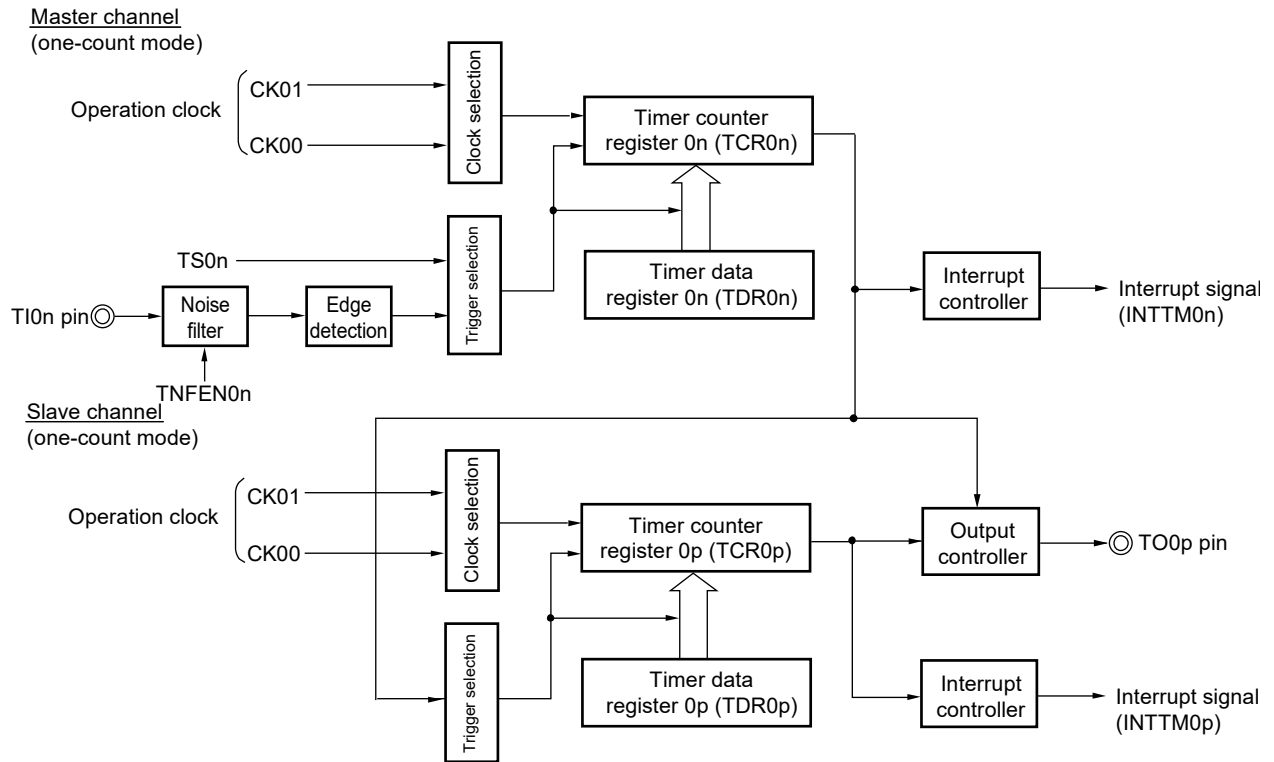 Master channel
(one-count mode)
Operation clock
CK01
CK00
Clock selection
Timer counter
register 0n (TCR0n)
TS0n
TI0n pin
Noise
filter
Edge
detection
Trigger selection
TNFEN0n
Timer data
register 0n (TDR0n)
Interrupt
controller
Interrupt signal
(INTTM0n)
Slave channel
(one-count mode)
Operation clock
CK01
CK00
Clock selection
Timer counter
register 0p (TCR0p)
Output
controller
TO0p pin
Trigger selection
Timer data
register 0p (TDR0p)
Interrupt
controller
Interrupt signal
(INTTM0p)